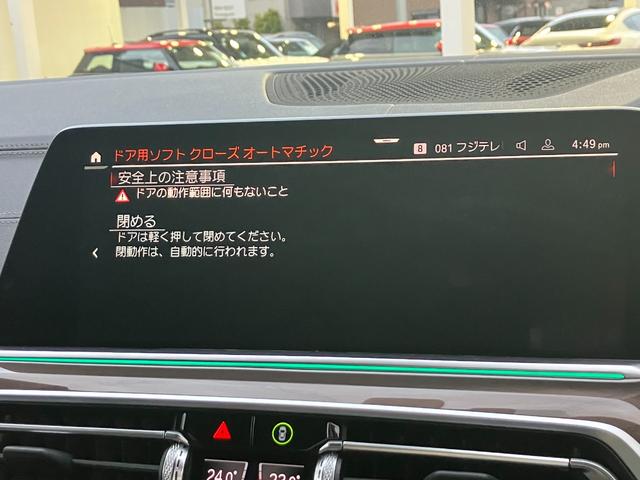 ドア用ソフト クローズ オートマチック
8 081 フジテレ
4:49 pm
安全上の注意事項
ドアの動作範囲に何もないこと
閉める
ドアは軽く押して閉めてください。
閉動作は、自動的に行われます。
24.0